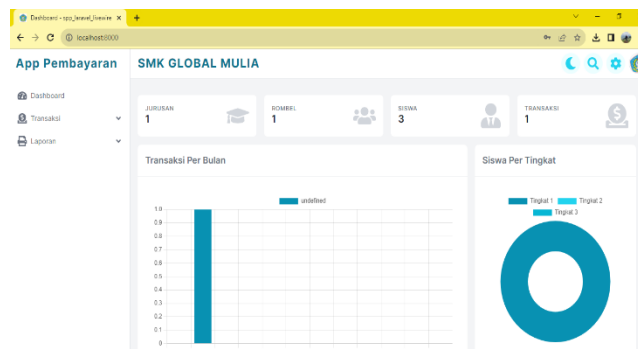 Dashboard - spp_laravel_livewire
localhost:8000
App Pembayaran
SMK GLOBAL MULIA
Dashboard
Transaksi
Laporan
JURUSAN
1
ROMBEL
1
SISWA
3
TRANSAKSI
1
Transaksi Per Bulan
undefined
1.0
0.9
0.8
0.7
0.6
0.5
0.4
0.3
0.2
0.1
0
Siswa Per Tingkat
Tingkat 1 Tingkat 2
Tingkat 3